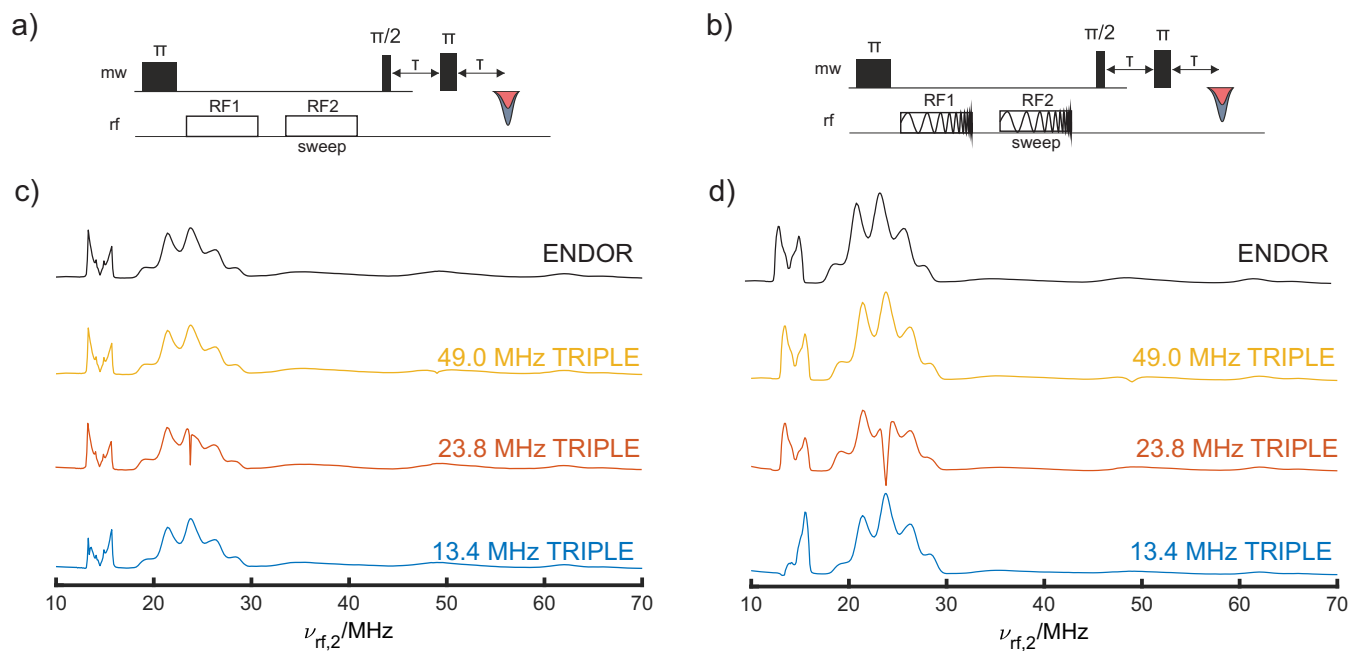 a)
π
π/2
π
mw
τ
τ
RF1
RF2
rf
sweep
b)
π
π/2
π
mw
τ
τ
RF1
RF2
rf
sweep
c)
ENDOR
49.0 MHz TRIPLE
23.8 MHz TRIPLE
13.4 MHz TRIPLE
10 20 30 40 50 60 70
ν_rf,2/MHz
d)
ENDOR
49.0 MHz TRIPLE
23.8 MHz TRIPLE
13.4 MHz TRIPLE
10 20 30 40 50 60 70
ν_rf,2/MHz